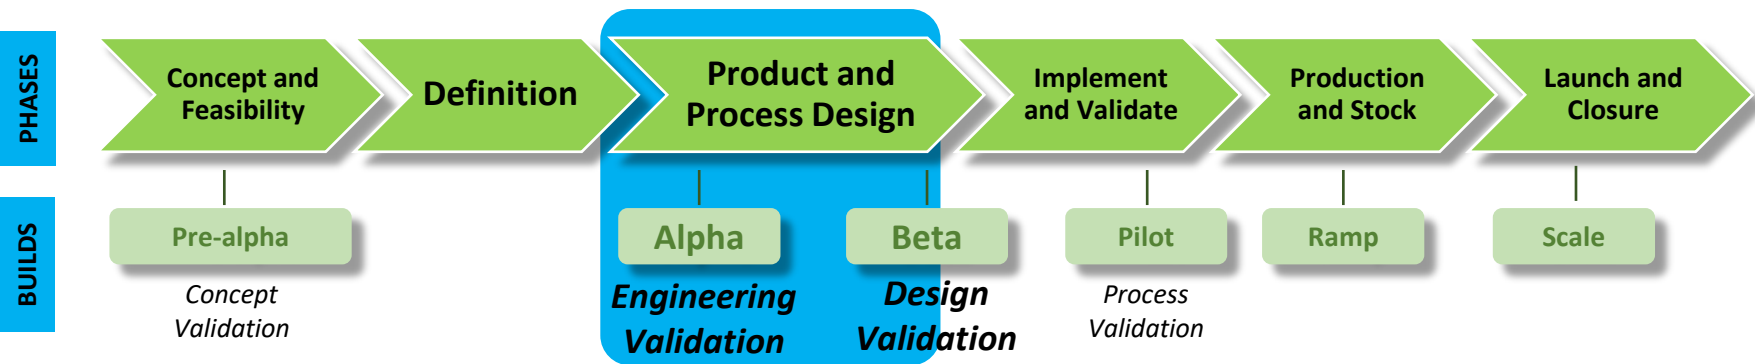 PHASES
Concept and
Feasibility
Definition
Product and
Process Design
Implement
and Validate
Production
and Stock
Launch and
Closure
BUILDS
Pre-alpha
Alpha
Beta
Pilot
Ramp
Scale
Concept
Validation
Engineering
Validation
Design
Validation
Process
Validation